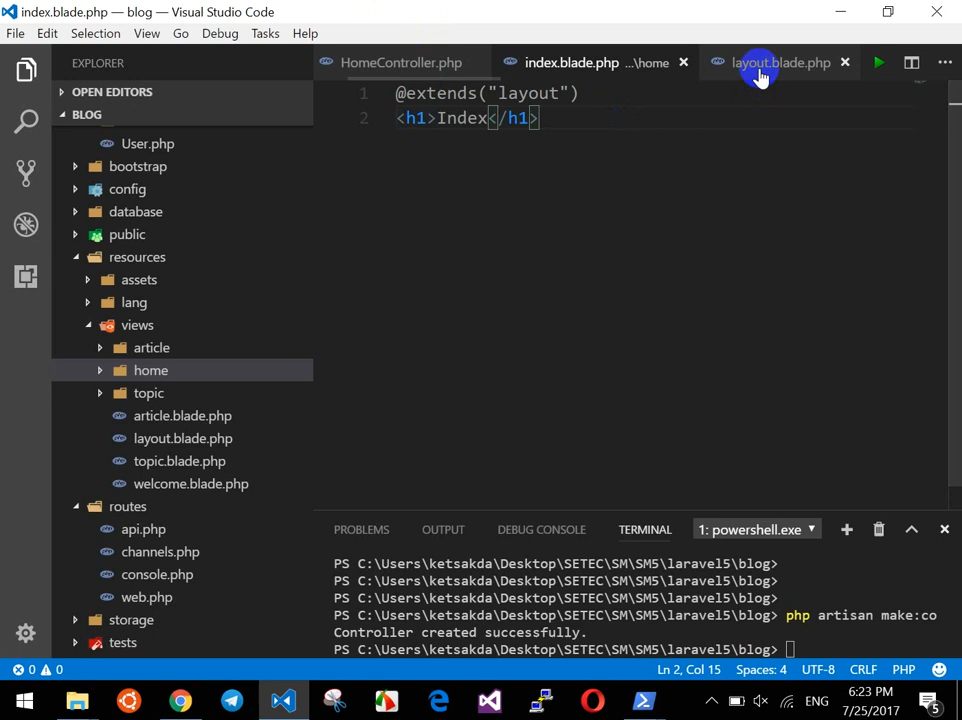 index.blade.php — blog — Visual Studio Code
File Edit Selection View Go Debug Tasks Help
EXPLORER
HomeController.php index.blade.php ...\home layout.blade.php
OPEN EDITORS
BLOG
User.php
bootstrap
config
database
public
resources
assets
lang
views
article
home
topic
article.blade.php
layout.blade.php
topic.blade.php
welcome.blade.php
routes
api.php
channels.php
console.php
web.php
storage
tests
1 @extends("layout")
2 <h1>Index</h1>
PROBLEMS OUTPUT DEBUG CONSOLE TERMINAL 1: powershell.exe
PS C:\Users\ketsakda\Desktop\SETEC\SM\SM5\laravel5\blog>
PS C:\Users\ketsakda\Desktop\SETEC\SM\SM5\laravel5\blog>
PS C:\Users\ketsakda\Desktop\SETEC\SM\SM5\laravel5\blog>
PS C:\Users\ketsakda\Desktop\SETEC\SM\SM5\laravel5\blog> php artisan make:co
Controller created successfully.
PS C:\Users\ketsakda\Desktop\SETEC\SM\SM5\laravel5\blog>
0 0 Ln 2, Col 15 Spaces: 4 UTF-8 CRLF PHP
ENG
6:23 PM
7/25/2017
5